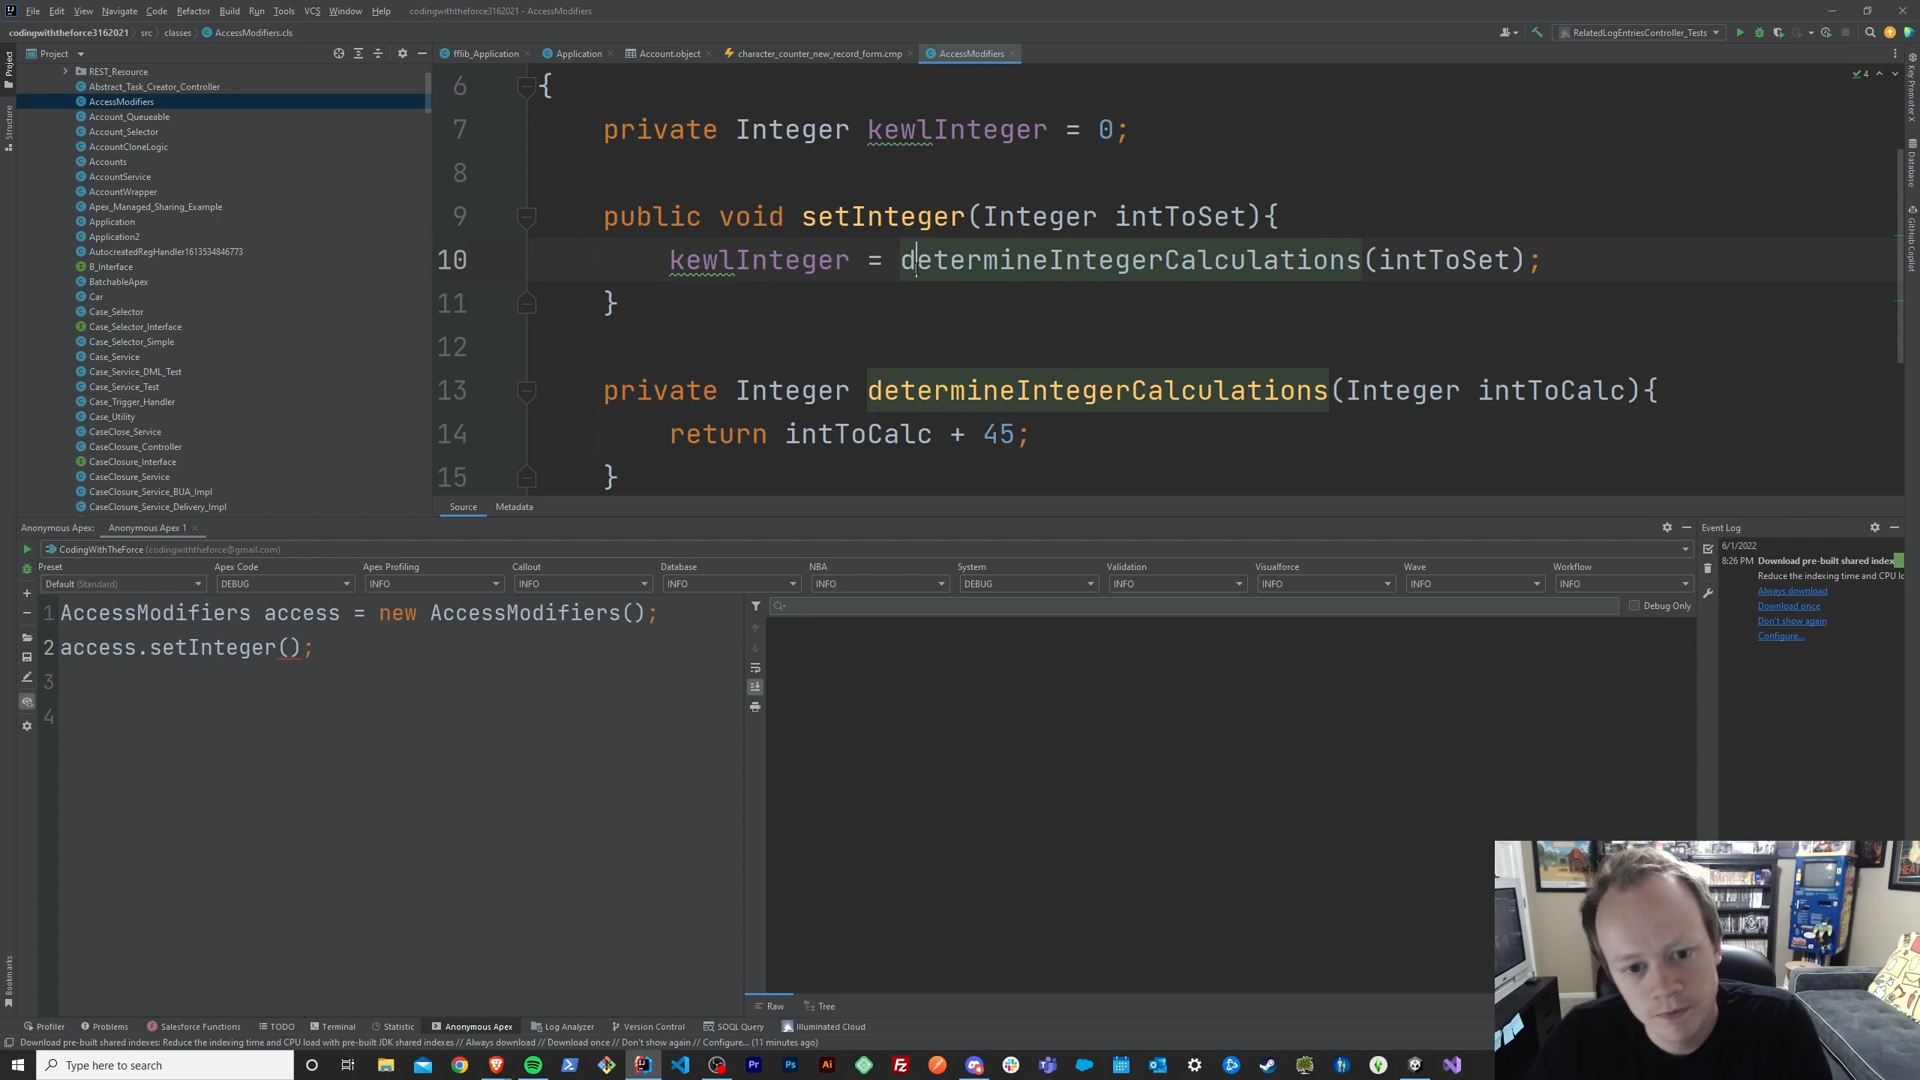 File Edit View Navigate Code Refactor Build Run Tools VCS Window Help codingwiththeforce3162021 - AccessModifiers
codingwiththeforce3162021 src classes AccessModifiers.cls
RelatedLogEntriesController_Tests
Project
fflib_Application
Application
Account.object
character_counter_new_record_form.cmp
AccessModifiers
Project
Structure
Bookmarks
REST_Resource
Abstract_Task_Creator_Controller
AccessModifiers
Account_Queueable
Account_Selector
AccountCloneLogic
Accounts
AccountService
AccountWrapper
Apex_Managed_Sharing_Example
Application
Application2
AutocreatedRegHandler1613534846773
B_Interface
BatchableApex
Car
Case_Selector
Case_Selector_Interface
Case_Selector_Simple
Case_Service
Case_Service_DML_Test
Case_Service_Test
Case_Trigger_Handler
Case_Utility
CaseClose_Service
CaseClosure_Controller
CaseClosure_Interface
CaseClosure_Service
CaseClosure_Service_BUA_Impl
CaseClosure_Service_Delivery_Impl
4
6 {
7 private Integer kewlInteger = 0;
8
9 public void setInteger(Integer intToSet){
10 kewlInteger = determineIntegerCalculations(intToSet);
11 }
12
13 private Integer determineIntegerCalculations(Integer intToCalc){
14 return intToCalc + 45;
15 }
Key Promoter X
Database
GitHub Copilot
Source Metadata
Anonymous Apex: Anonymous Apex 1
CodingWithTheForce (codingwiththeforce@gmail.com)
Preset Apex Code Apex Profiling Callout Database NBA System Validation Visualforce Wave Workflow
Default (Standard) DEBUG INFO INFO INFO INFO DEBUG INFO INFO INFO INFO
1 AccessModifiers access = new AccessModifiers();
2 access.setInteger();
3
4
Debug Only
Raw Tree
Event Log
6/1/2022
8:26 PM Download pre-built shared index
Reduce the indexing time and CPU lo
Always download
Download once
Don't show again
Configure...
Profiler Problems Salesforce Functions TODO Terminal Statistic Anonymous Apex Log Analyzer Version Control SOQL Query Illuminated Cloud
Download pre-built shared indexes: Reduce the indexing time and CPU load with pre-built JDK shared indexes // Always download // Download once // Don't show again // Configure... (11 minutes ago)
Type here to search